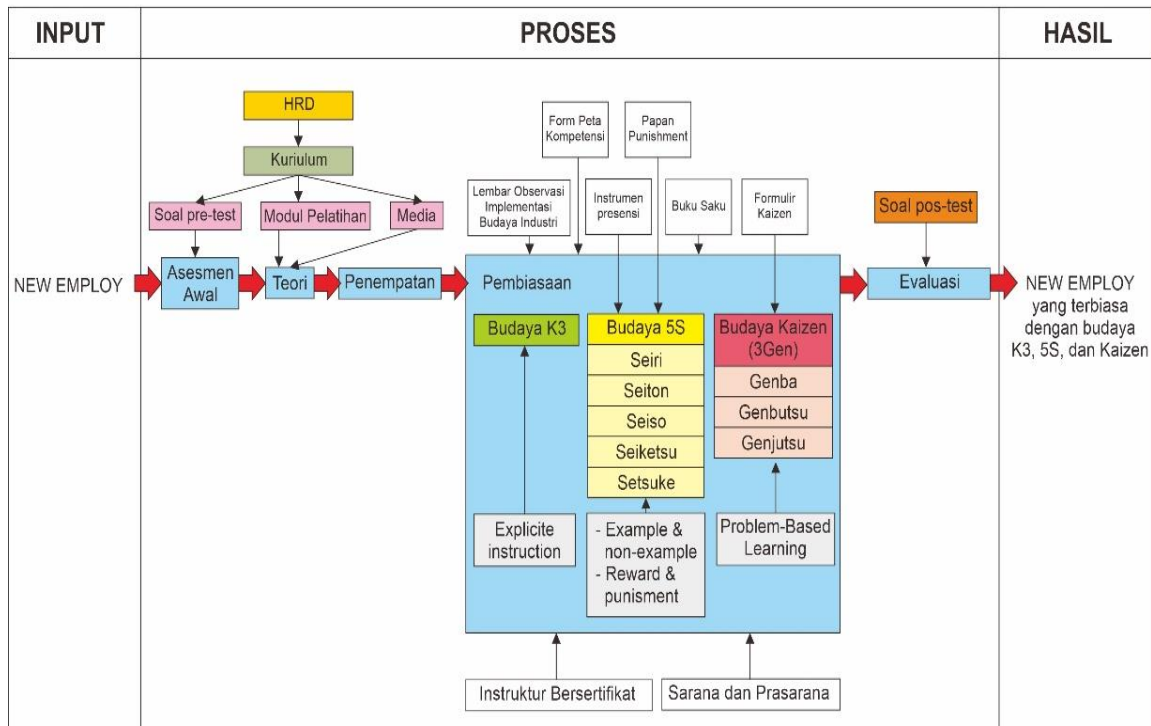 INPUT
PROSES
HASIL
HRD
Kuriulum
Soal pre-test
Modul Pelatihan
Media
Form Peta
Kompetensi
Papan
Punishment
Lembar Observasi
Implementasi
Budaya Industri
Instrumen
presensi
Buku Saku
Formulir
Kaizen
Soal pos-test
NEW EMPLOY
Asesmen
Awal
Teori
Penempatan
Pembiasaan
Evaluasi
NEW EMPLOY
yang terbiasa
dengan budaya
K3, 5S, dan Kaizen
Budaya K3
Budaya 5S
Seiri
Seiton
Seiso
Seiketsu
Setsuke
Budaya Kaizen
(3Gen)
Genba
Genbutsu
Genjutsu
Explicite
instruction
- Example &
non-example
- Reward &
punisment
Problem-Based
Learning
Instruktur Bersertifikat
Sarana dan Prasarana